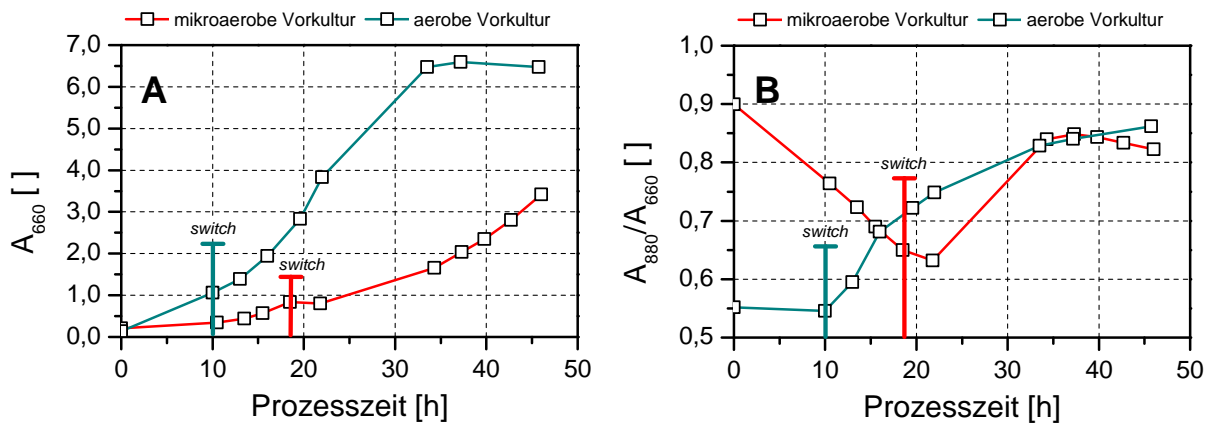 mikroaerobe Vorkultur aerobe Vorkultur
7,0
6,0
5,0
4,0
3,0
2,0
1,0
0,0
A660 [ ]
A
switch
switch
0 10 20 30 40 50
Prozesszeit [h]
mikroaerobe Vorkultur aerobe Vorkultur
1,0
0,9
0,8
0,7
0,6
0,5
A880/A660 [ ]
B
switch
switch
0 10 20 30 40 50
Prozesszeit [h]